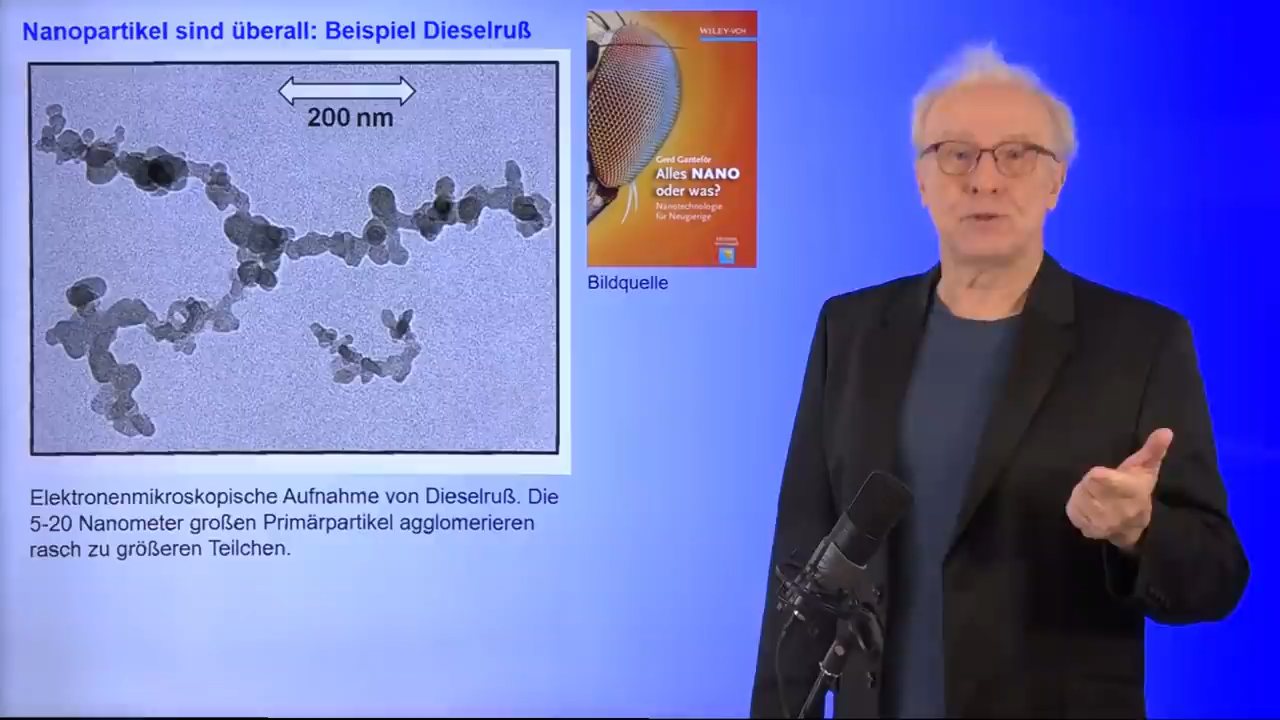 Nanopartikel sind überall: Beispiel Dieselruß
200 nm
WILEY-VCH
Gerd Ganteför
Alles NANO
oder was?
Nanotechnologie
für Neugierige
Bildquelle
Elektronenmikroskopische Aufnahme von Dieselruß. Die
5-20 Nanometer großen Primärpartikel agglomerieren
rasch zu größeren Teilchen.